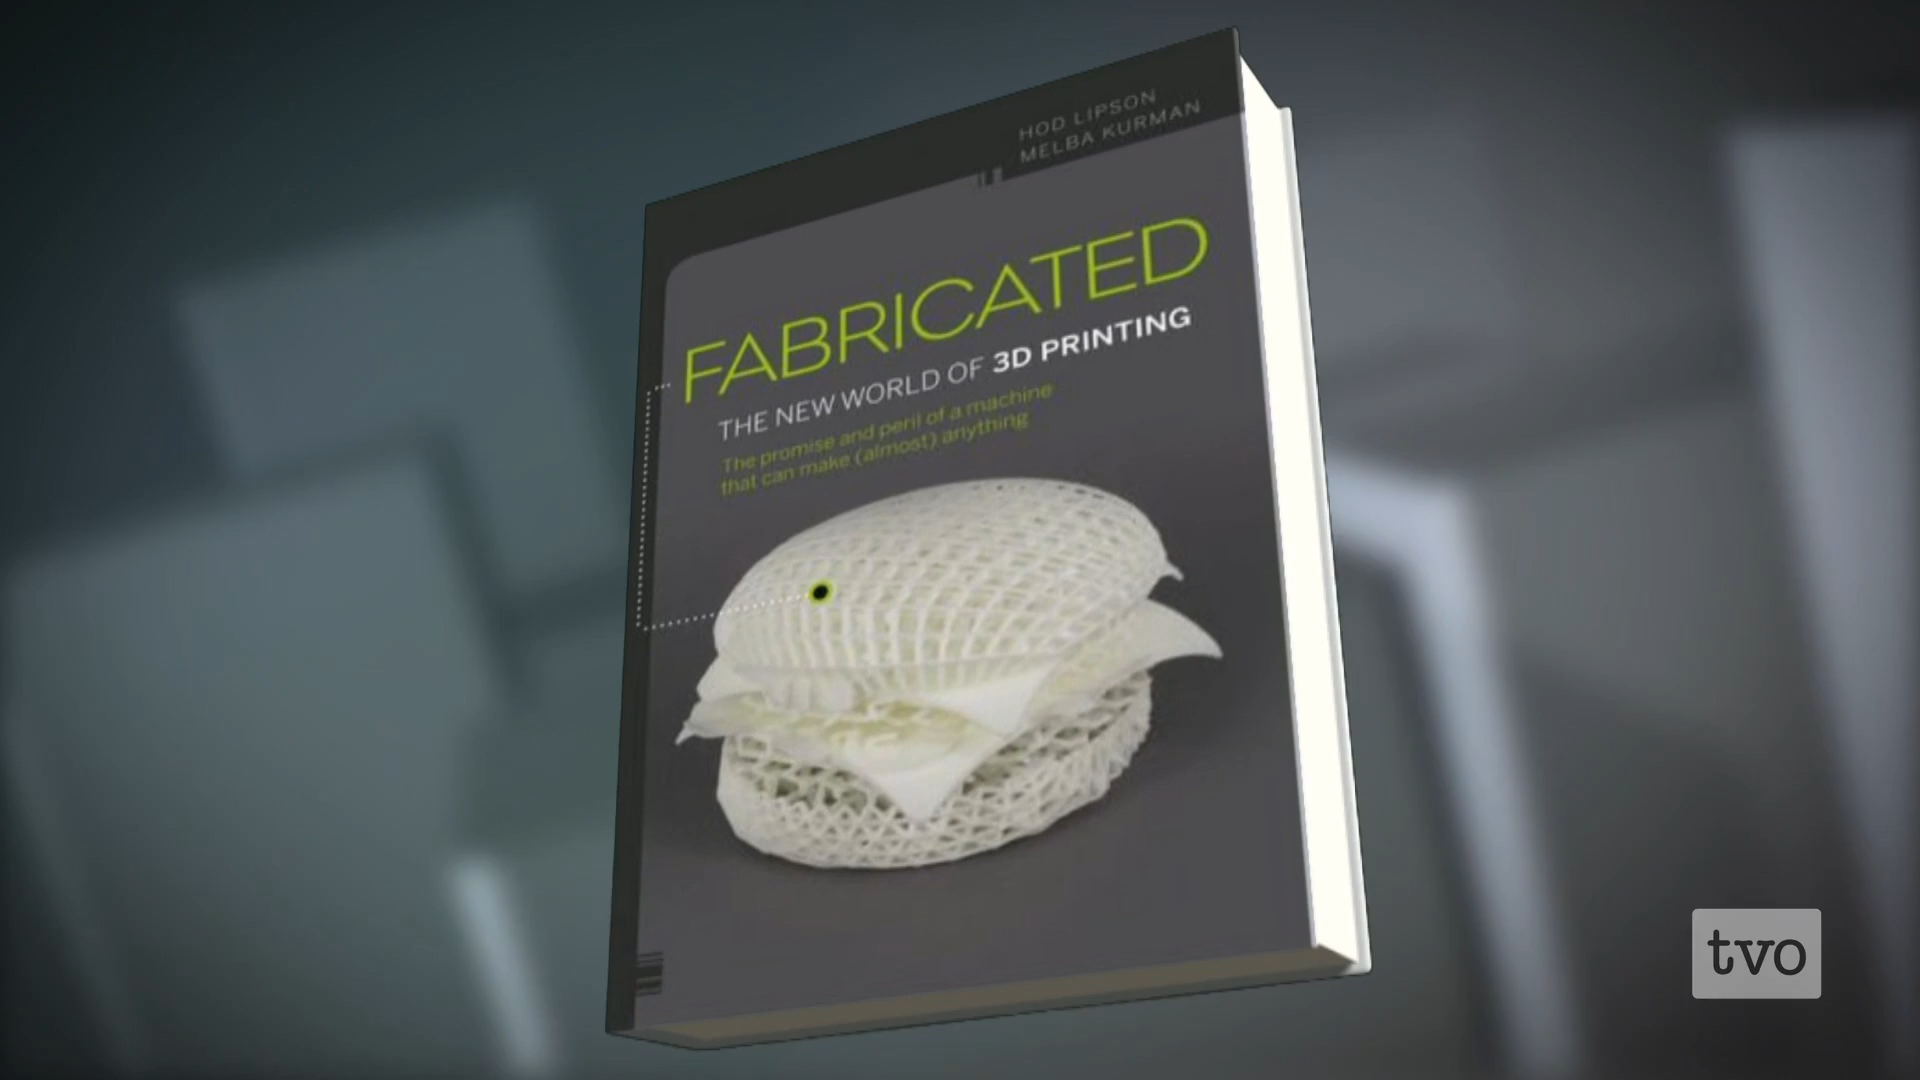 HOD LIPSON
MELBA KURMAN
FABRICATED
THE NEW WORLD OF 3D PRINTING
The promise and peril of a machine
that can make (almost) anything
tvo